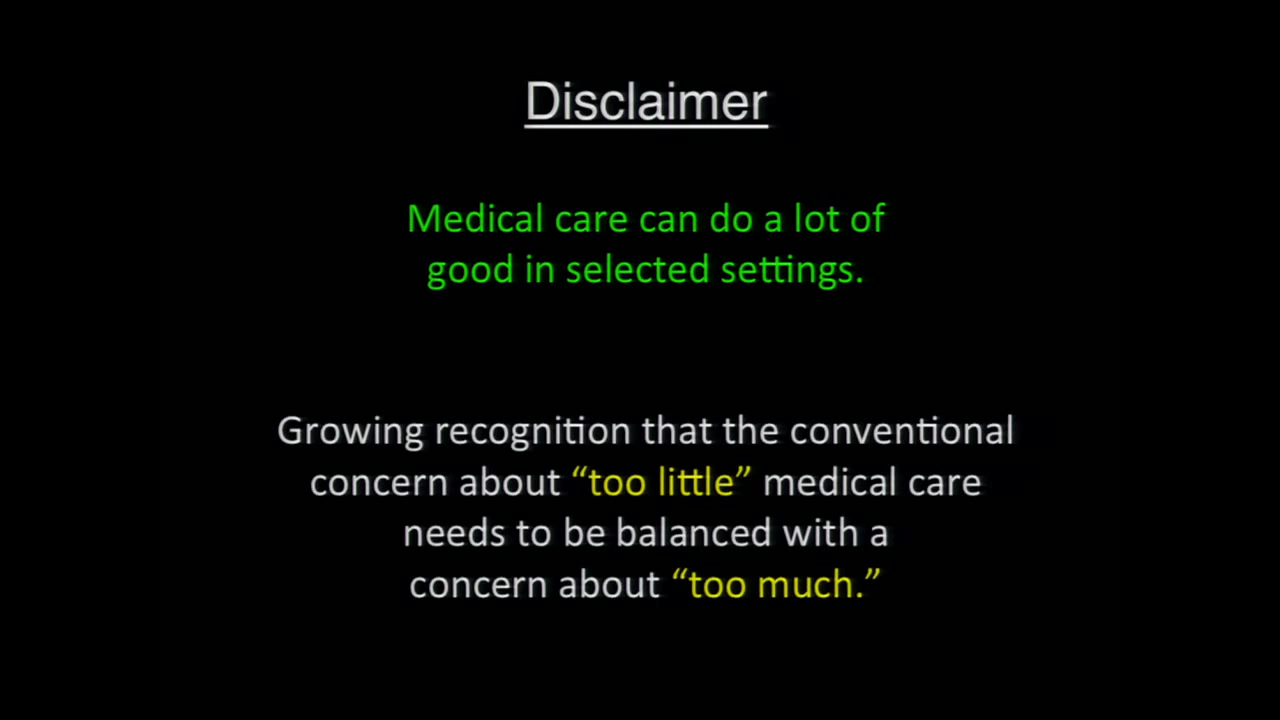 Disclaimer
Medical care can do a lot of
good in selected settings.
Growing recognition that the conventional
concern about “too little” medical care
needs to be balanced with a
concern about “too much.”